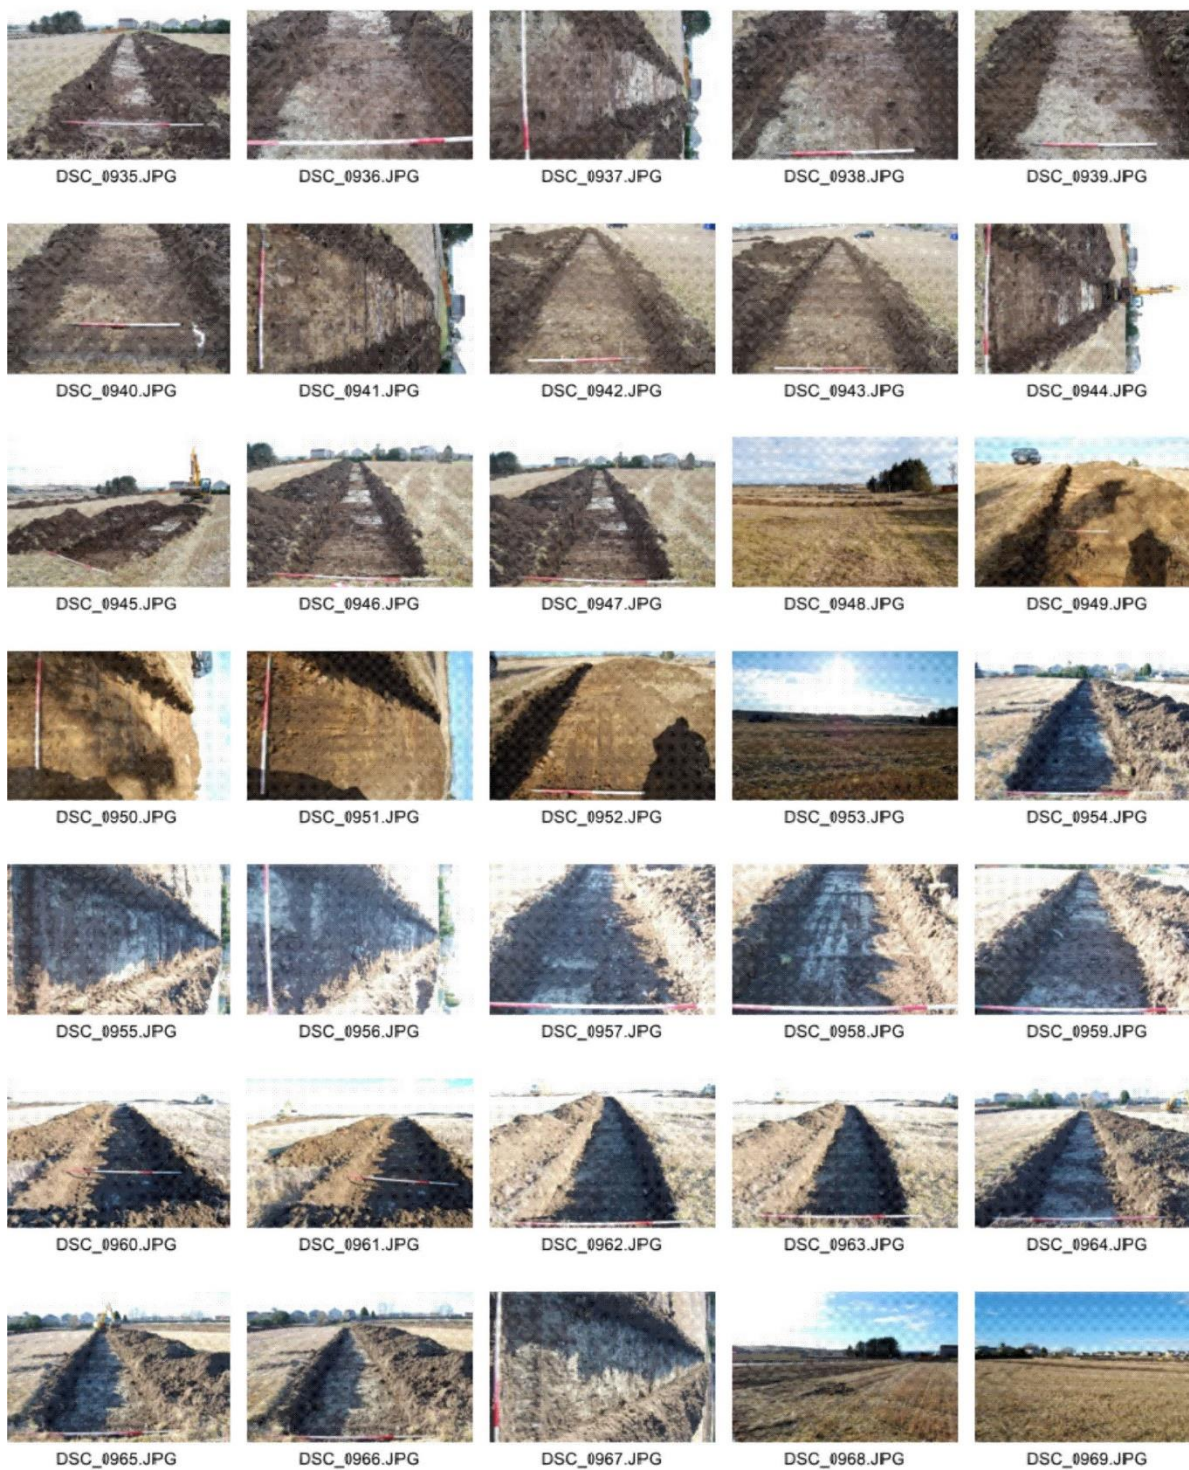 DSC_0935.JPG DSC_0936.JPG DSC_0937.JPG DSC_0938.JPG DSC_0939.JPG
DSC_0940.JPG DSC_0941.JPG DSC_0942.JPG DSC_0943.JPG DSC_0944.JPG
DSC_0945.JPG DSC_0946.JPG DSC_0947.JPG DSC_0948.JPG DSC_0949.JPG
DSC_0950.JPG DSC_0951.JPG DSC_0952.JPG DSC_0953.JPG DSC_0954.JPG
DSC_0955.JPG DSC_0956.JPG DSC_0957.JPG DSC_0958.JPG DSC_0959.JPG
DSC_0960.JPG DSC_0961.JPG DSC_0962.JPG DSC_0963.JPG DSC_0964.JPG
DSC_0965.JPG DSC_0966.JPG DSC_0967.JPG DSC_0968.JPG DSC_0969.JPG